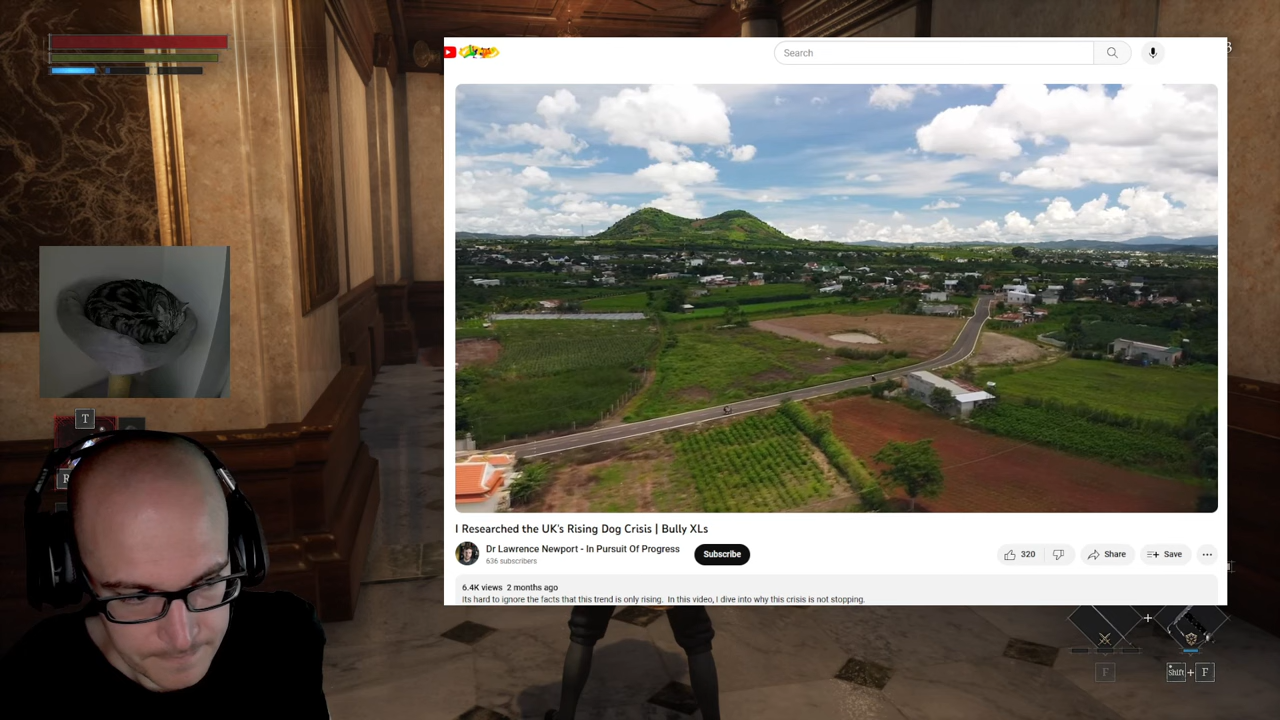 Search
I Researched the UK's Rising Dog Crisis | Bully XLs
Dr Lawrence Newport - In Pursuit Of Progress
636 subscribers
Subscribe
320
Share
Save
6.4K views 2 months ago
Its hard to ignore the facts that this trend is only rising. In this video, I dive into why this crisis is not stopping.
T
R
F
Shift
+
F